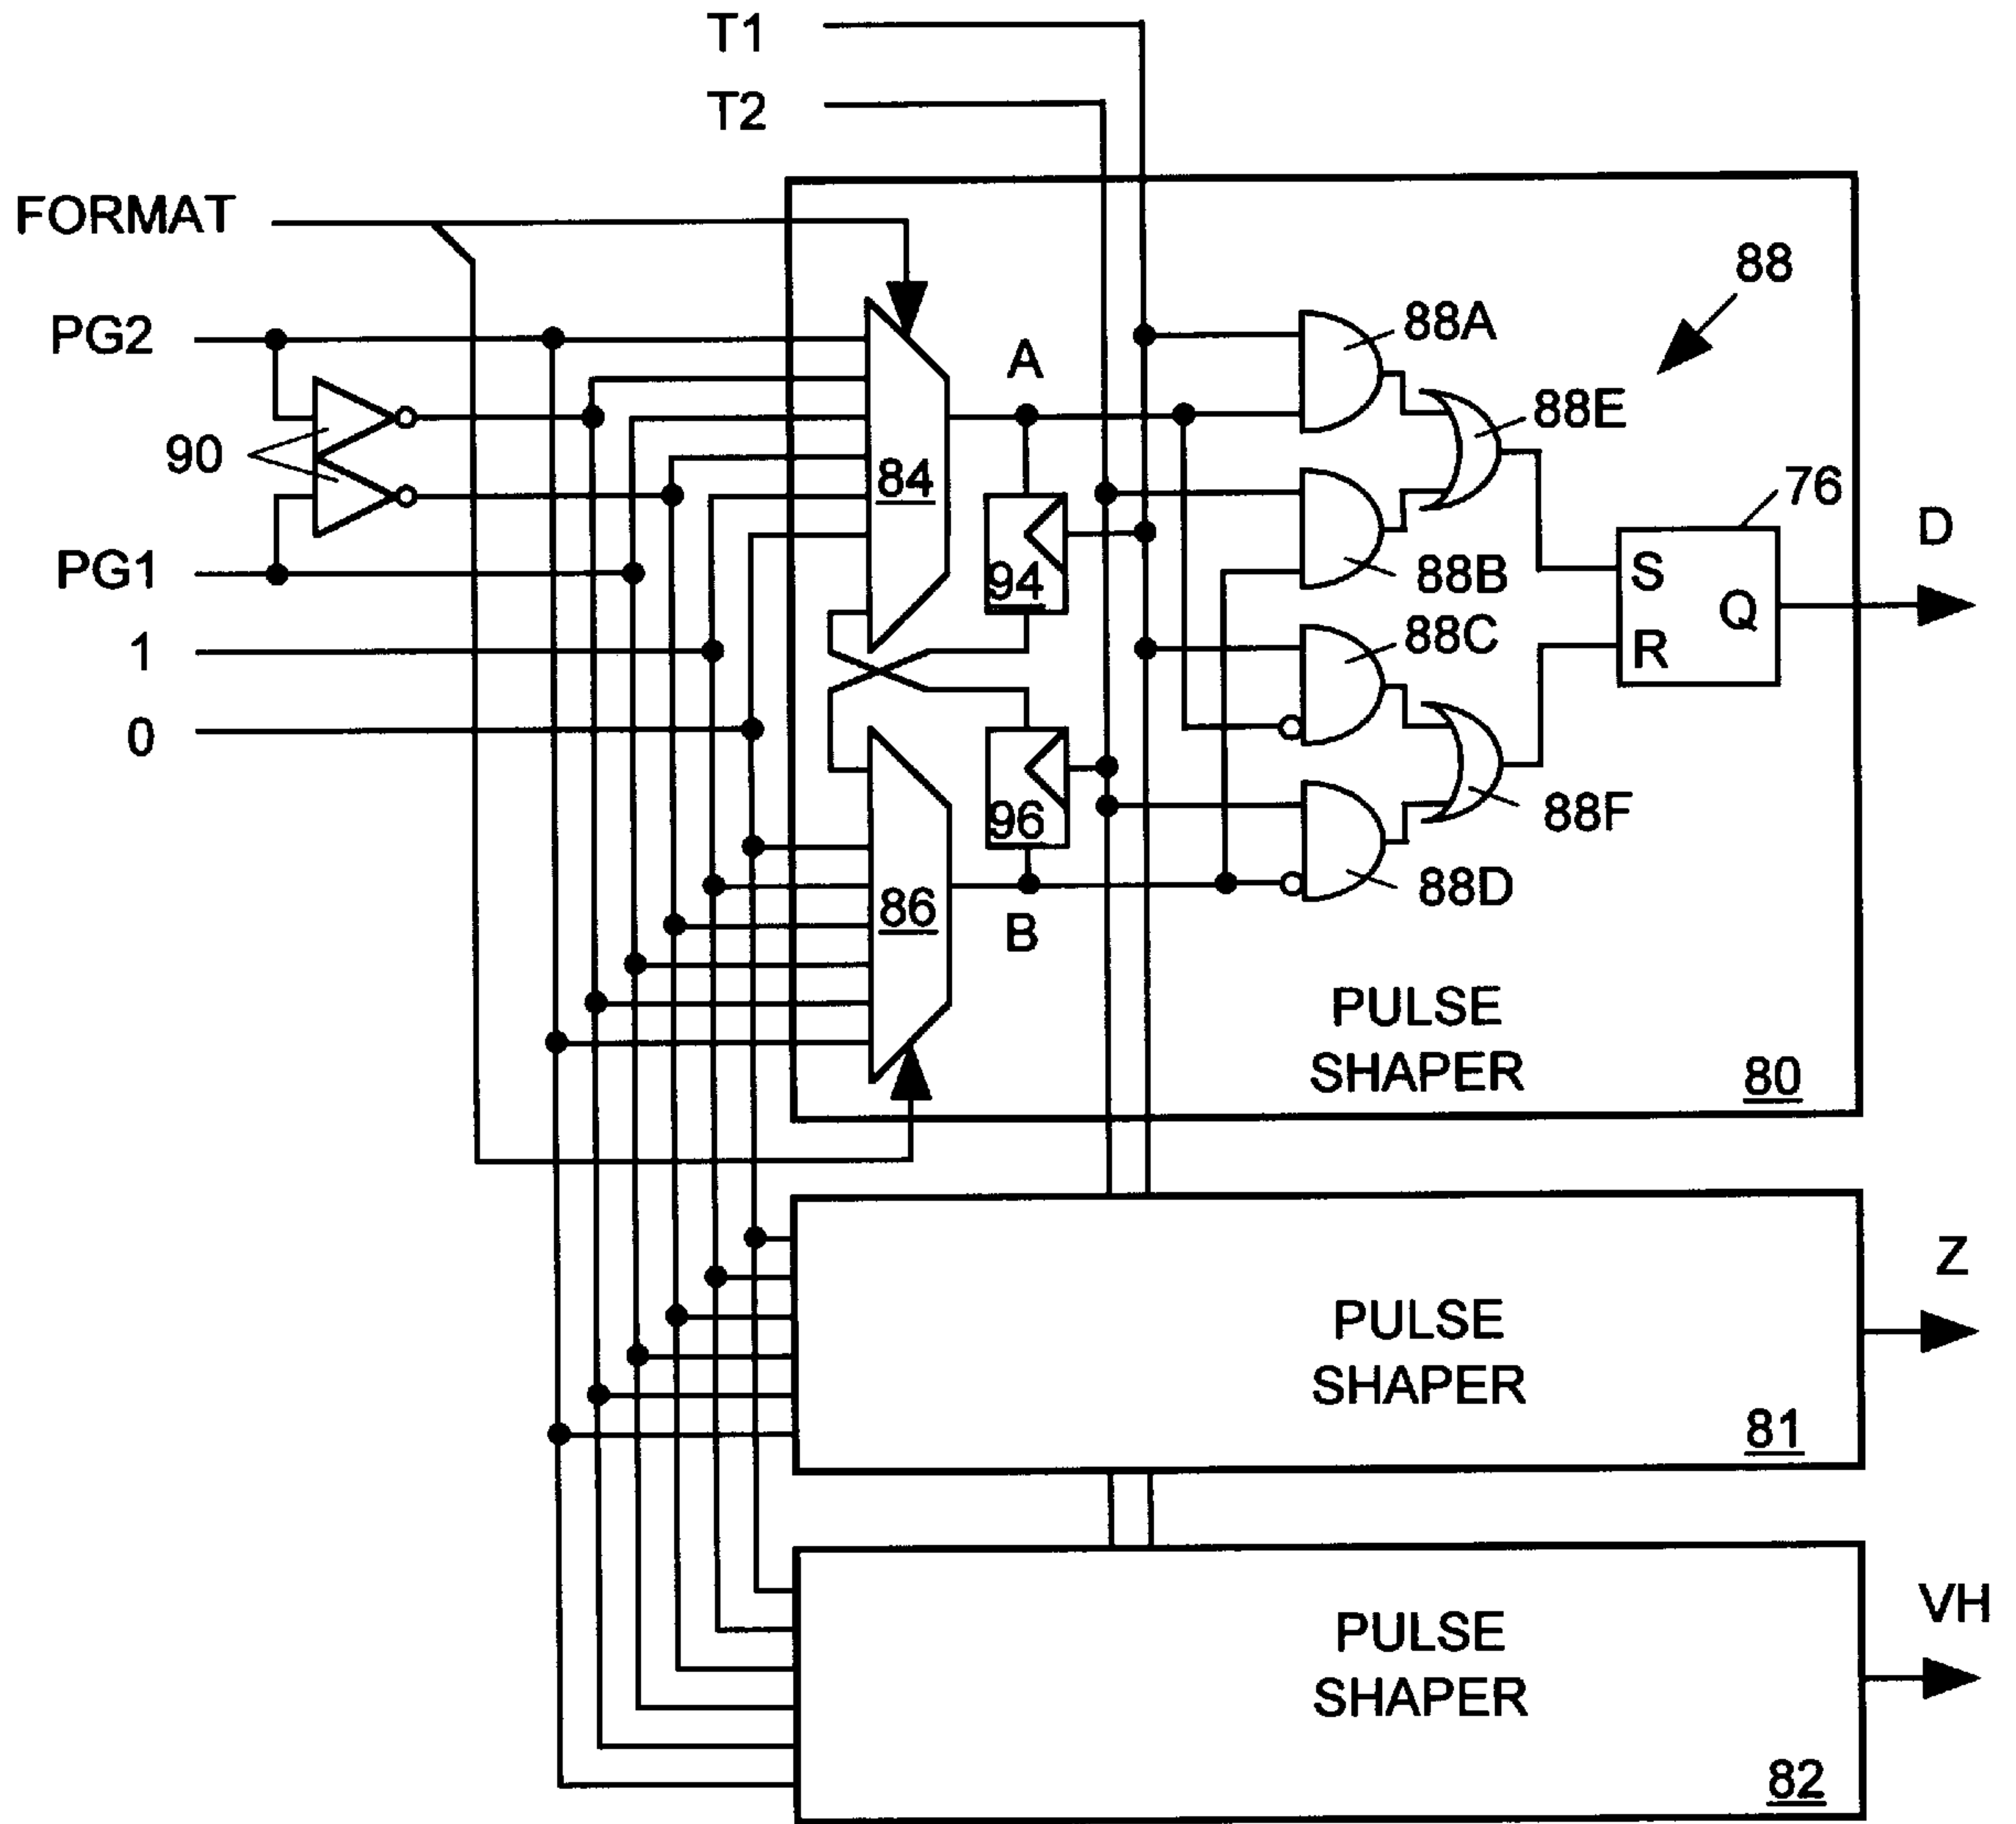 T1
T2
FORMAT
88
PG2
A
88A
88E
90
84
76
D
PG1
94
88B
S
Q
1
88C
R
0
96
88F
86
B
88D
PULSE
SHAPER
80
Z
PULSE
SHAPER
81
VH
PULSE
SHAPER
82